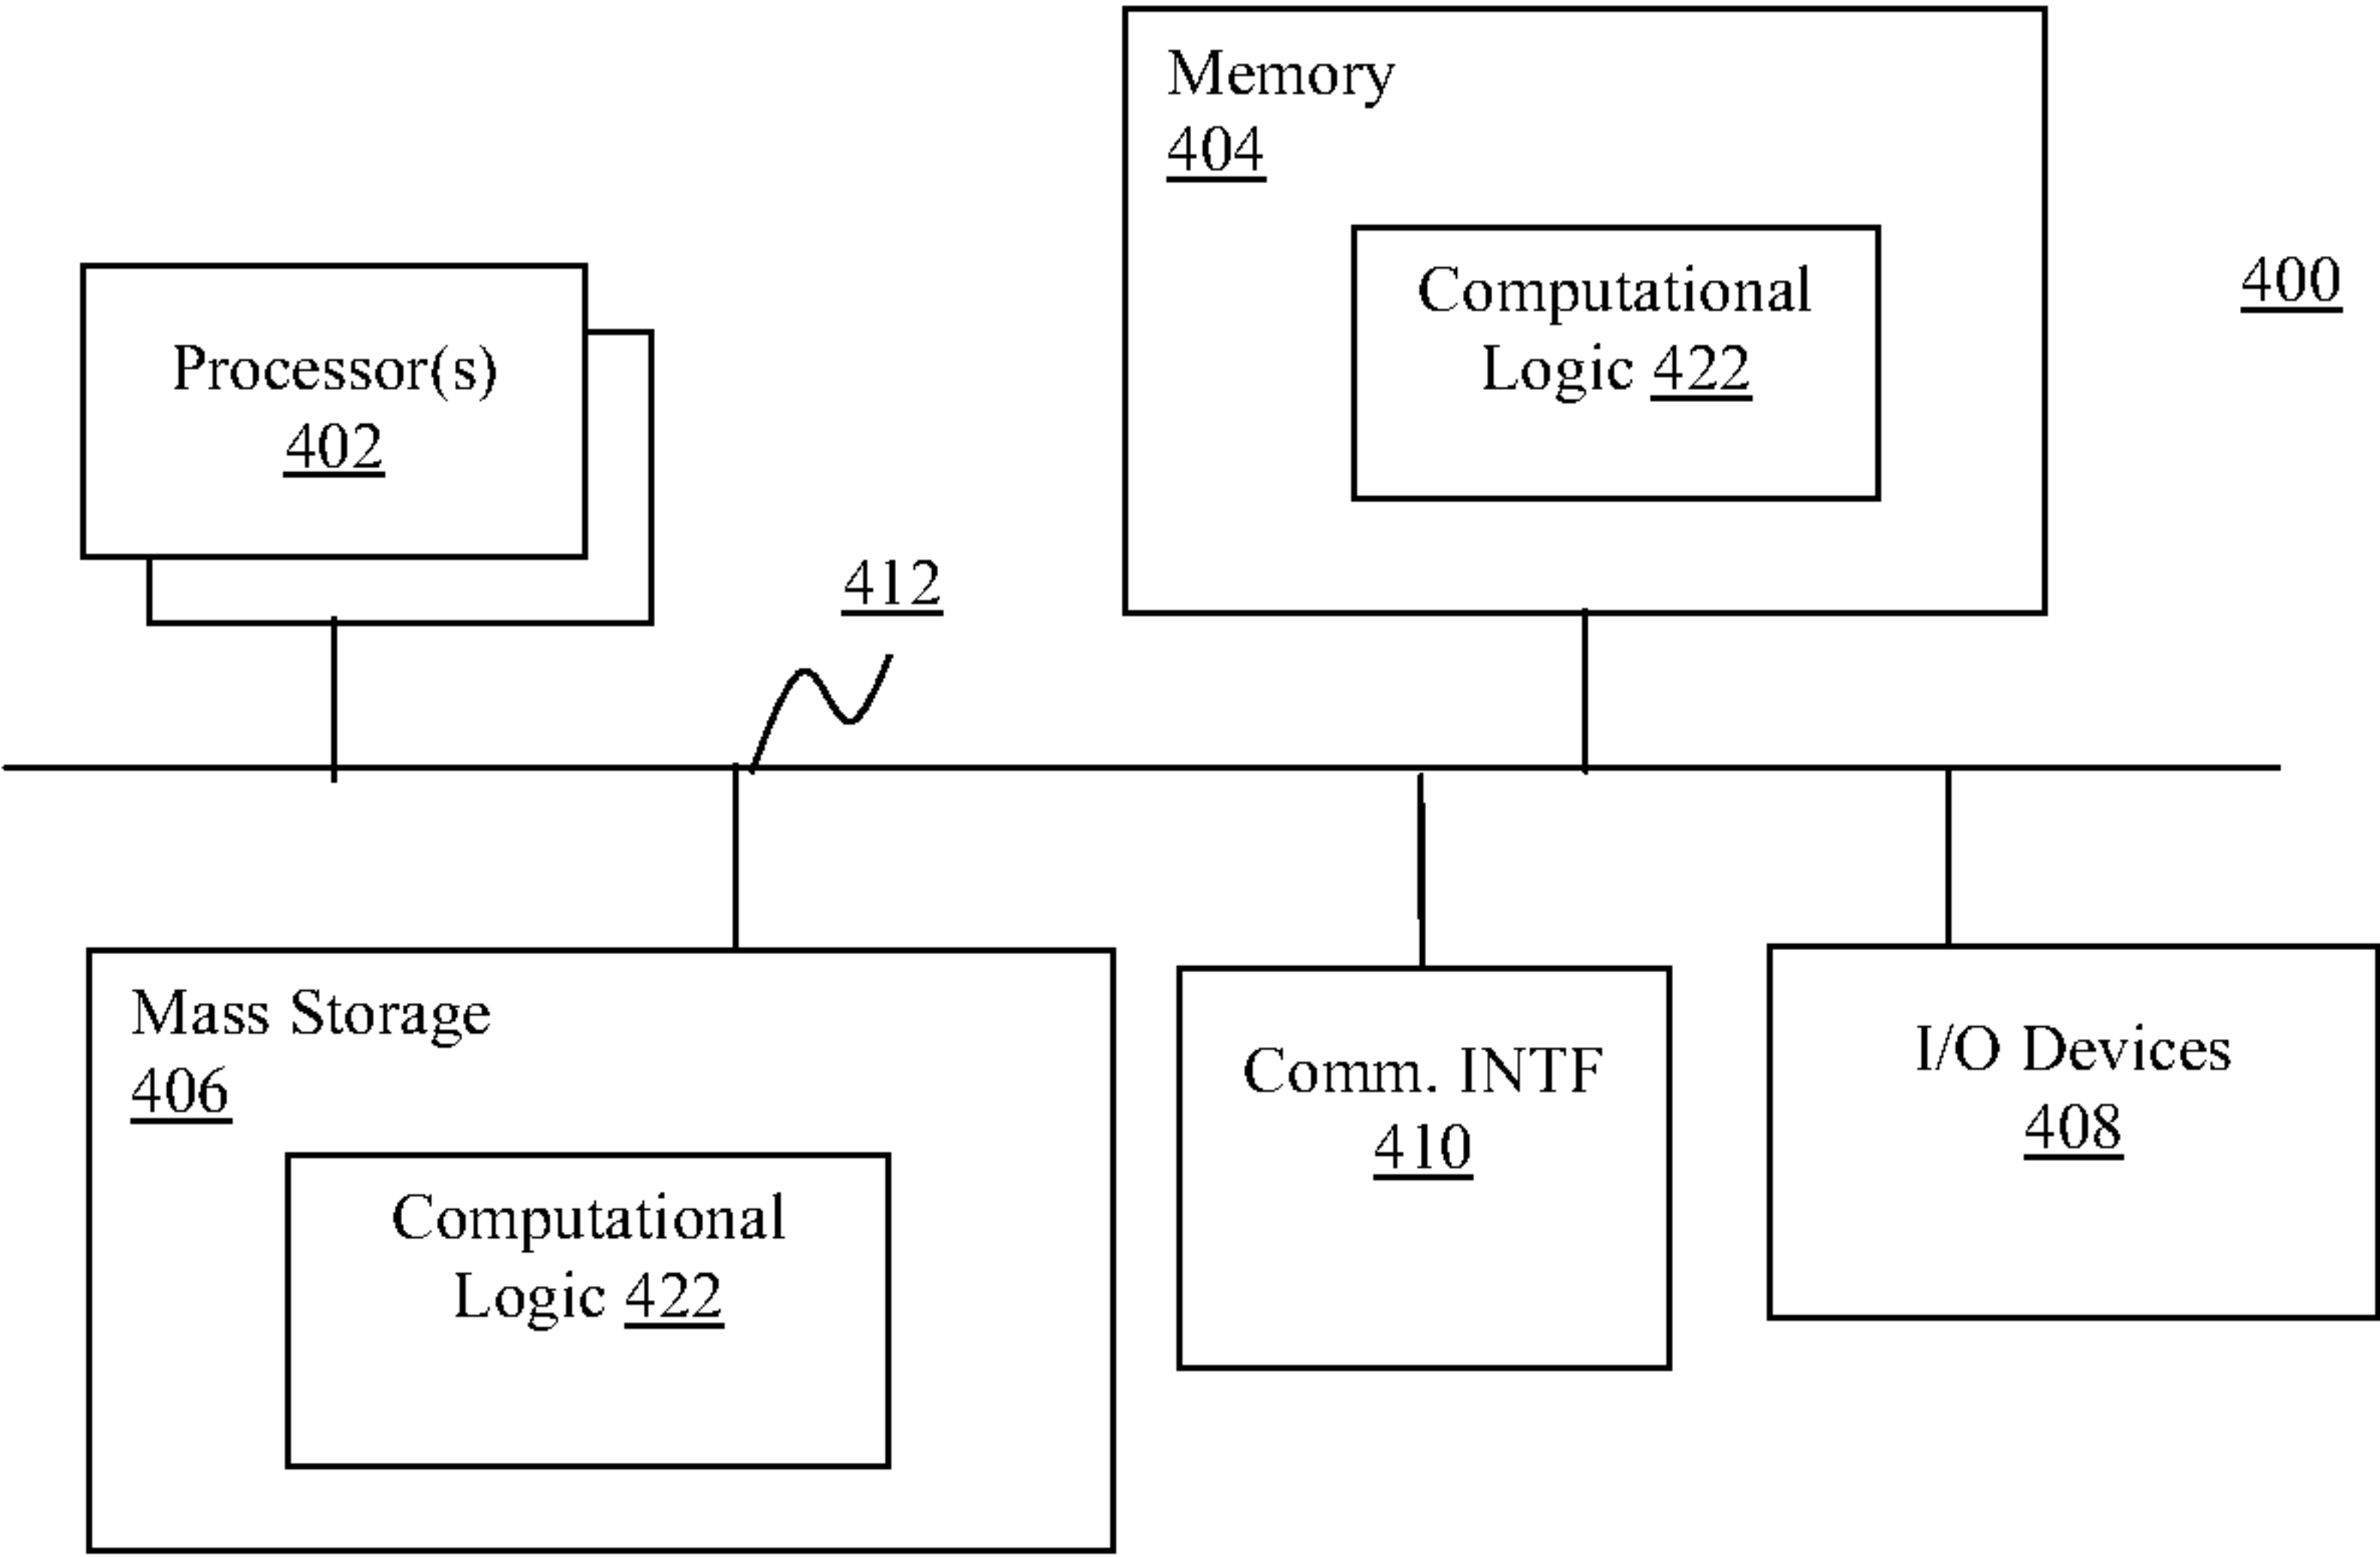 Memory
404
Computational
Logic 422
400
Processor(s)
402
412
Mass Storage
406
Computational
Logic 422
Comm. INTF
410
I/O Devices
408